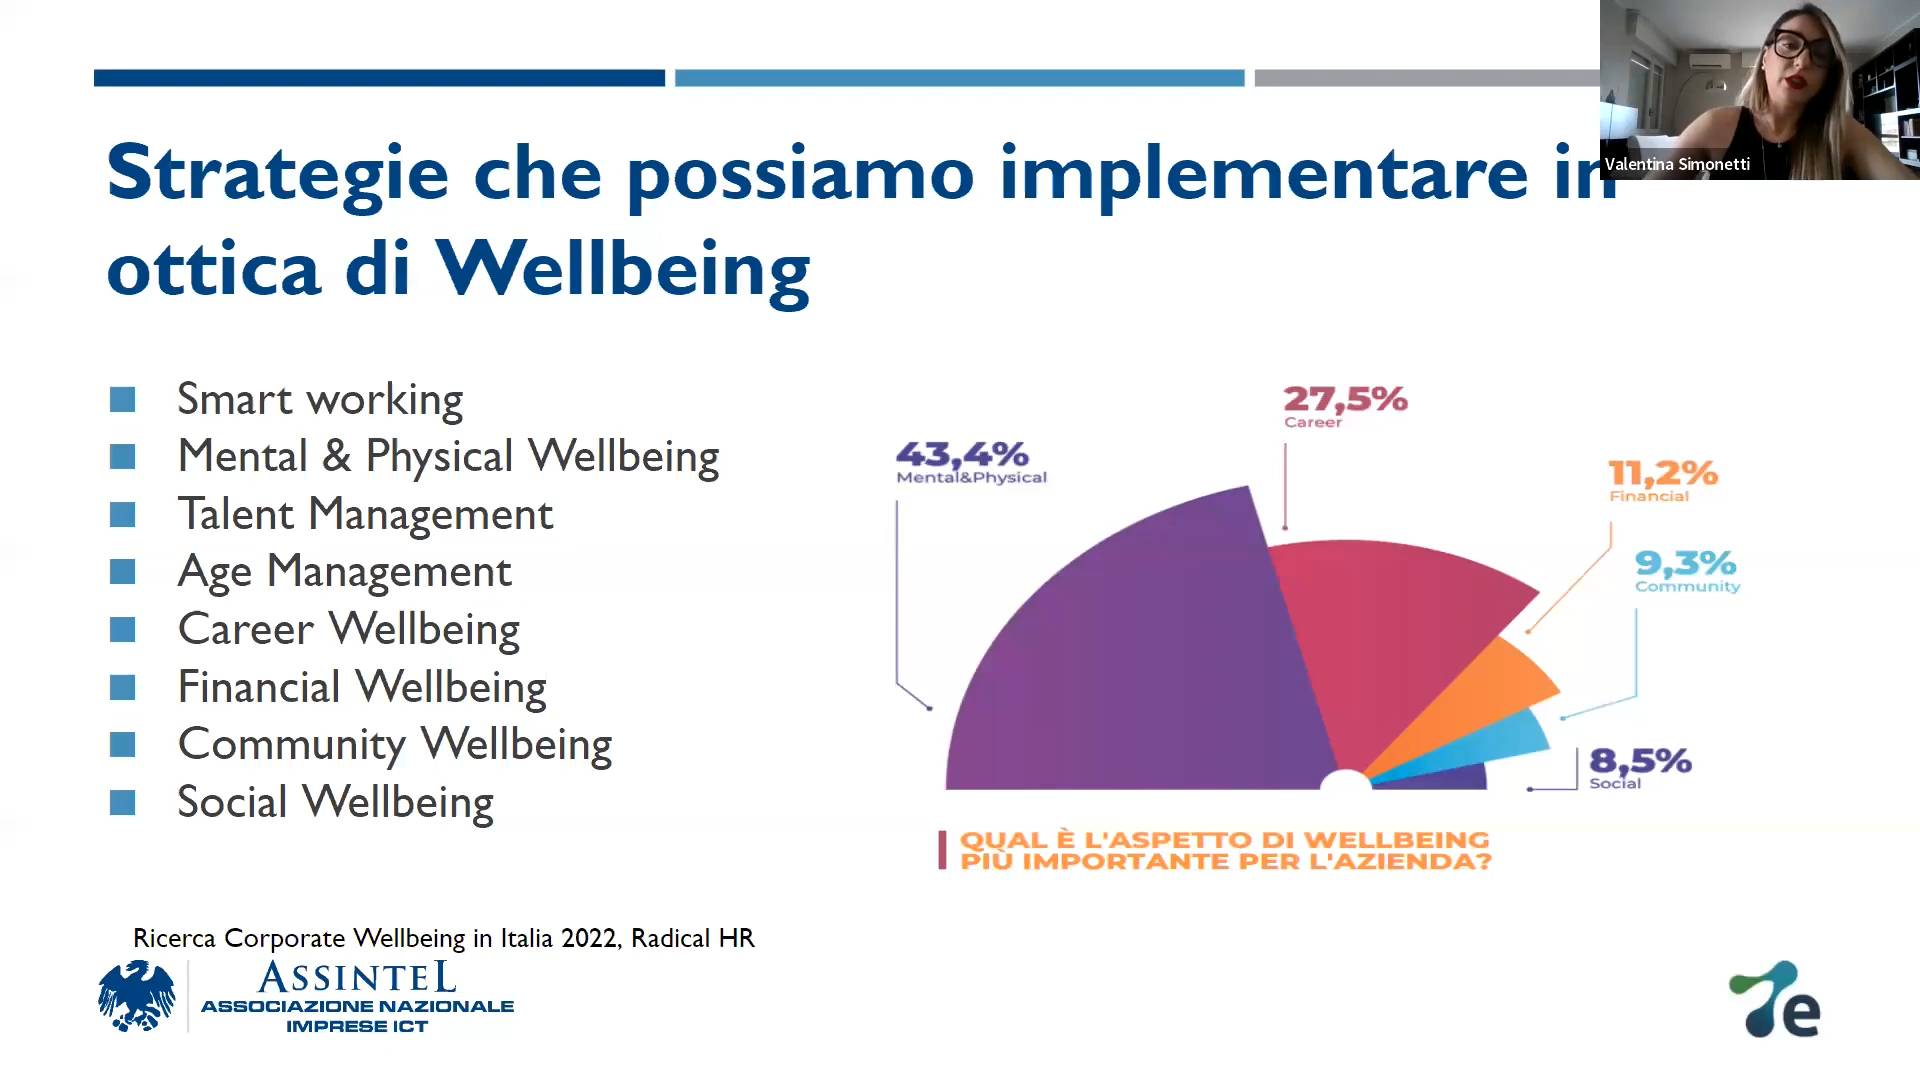 Valentina Simonetti
Strategie che possiamo implementare in
ottica di Wellbeing
Smart working
Mental & Physical Wellbeing
Talent Management
Age Management
Career Wellbeing
Financial Wellbeing
Community Wellbeing
Social Wellbeing
43,4%
Mental&Physical
27,5%
Career
11,2%
Financial
9,3%
Community
8,5%
Social
QUAL È L'ASPETTO DI WELLBEING
PIÙ IMPORTANTE PER L'AZIENDA?
Ricerca Corporate Wellbeing in Italia 2022, Radical HR
ASSINTEL
ASSOCIAZIONE NAZIONALE
IMPRESE ICT
e